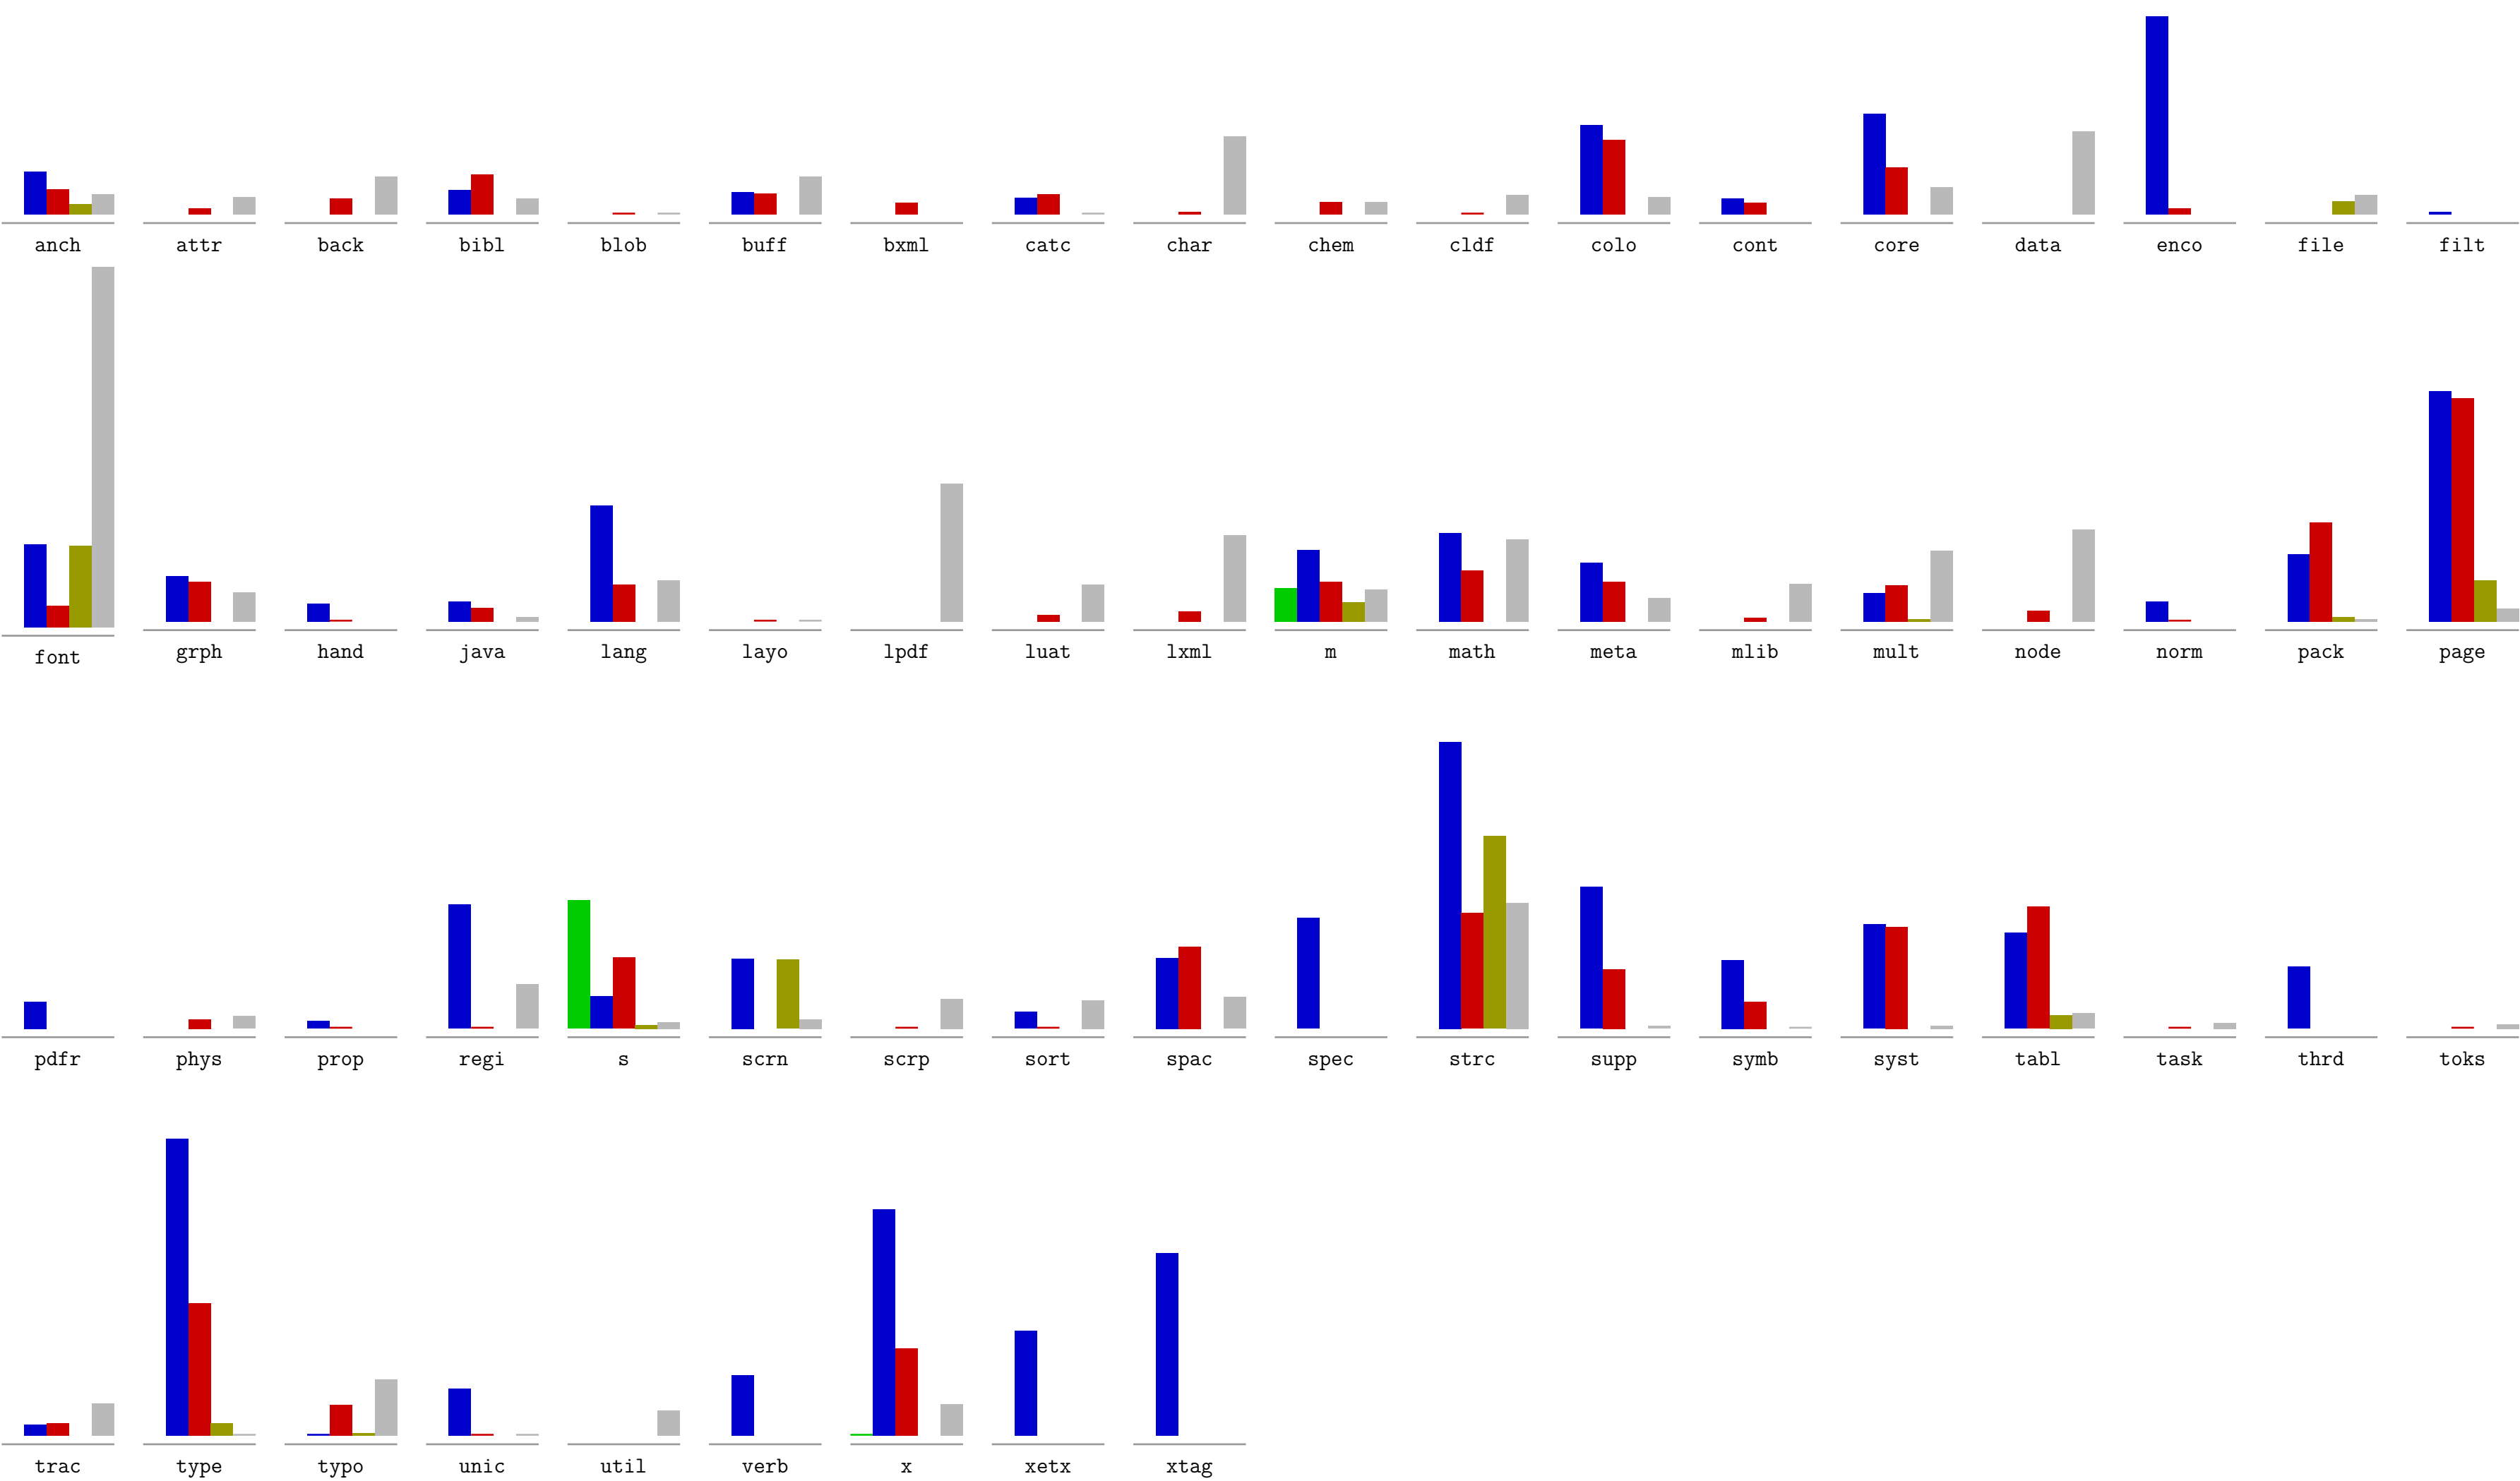 anch attr back bibl blob buff bxml catc char chem cldf colo cont core data enco file filt
font grph hand java lang layo lpdf luat lxml m math meta mlib mult node norm pack page
pdfr phys prop regi s scrn scrp sort spac spec strc supp symb syst tabl task thrd toks
trac type typo unic util verb x xetx xtag